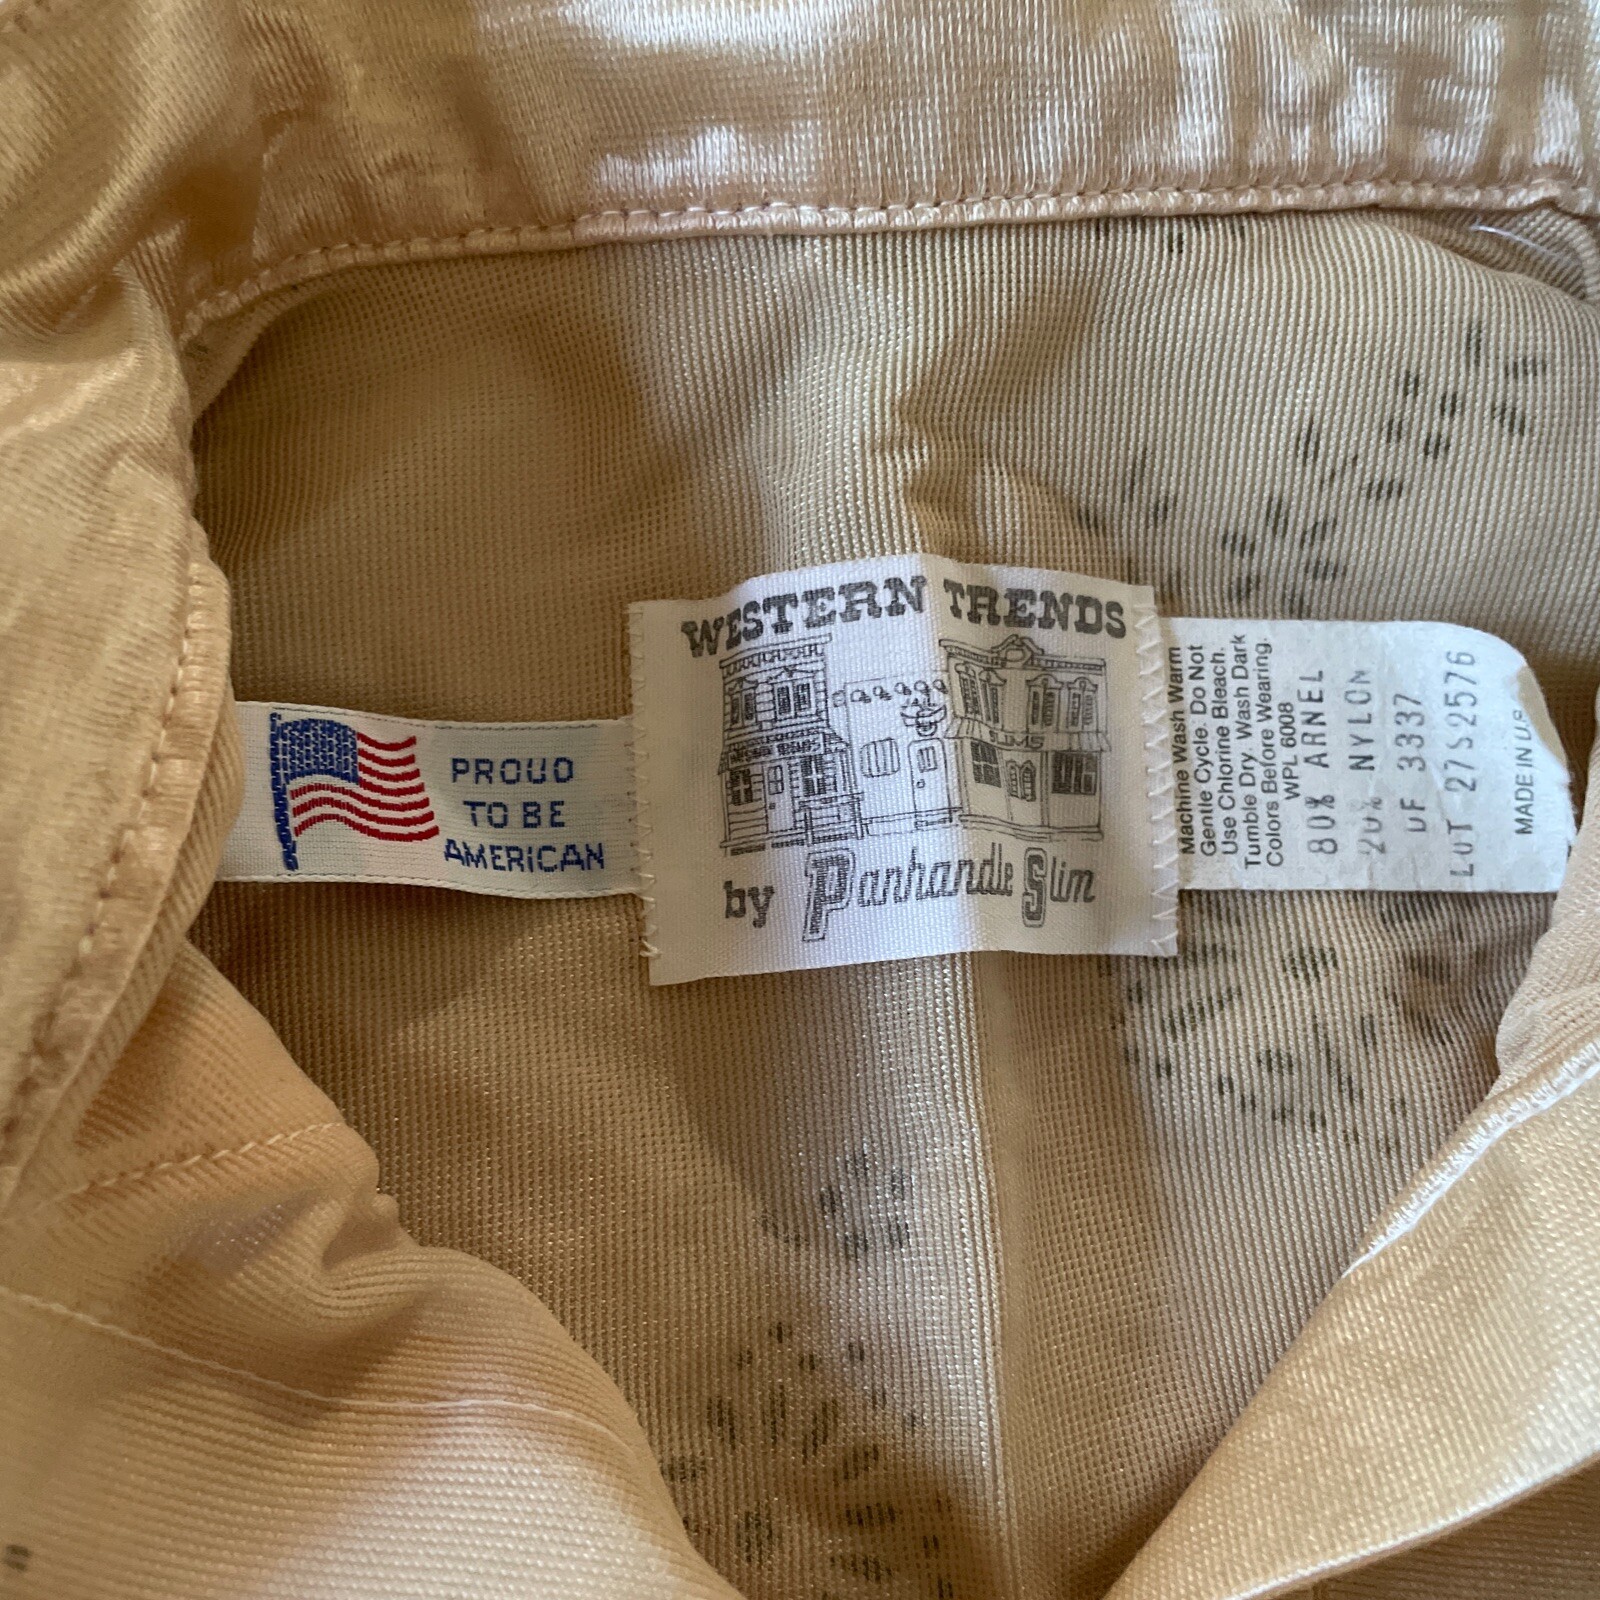 PROUD
TO BE
AMERICAN
WESTERN TRENDS
by Panhandle Slim
Machine Wash Warm
Gentle Cycle. Do Not
Use Chlorine Bleach.
Tumble Dry. Wash Dark
Colors Before Wearing.
WPL 6008
80% ARNEL
20% NYLON
DF 3337
LOT 27S2576
MADE IN U.S.